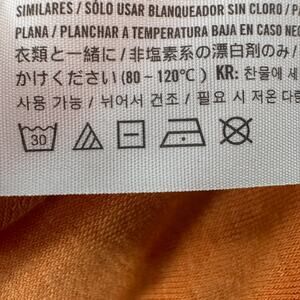 SIMILARES / SÓLO USAR BLANQUEADOR SIN CLORO /
PLANA / PLANCHAR A TEMPERATURA BAJA EN CASO NEC
衣類と一緒に / 非塩素系の漂白剤のみ /
かけください (80~120℃) KR: 찬물에 세
사용 가능 / 뉘어서 건조 / 필요 시 저온 다
30